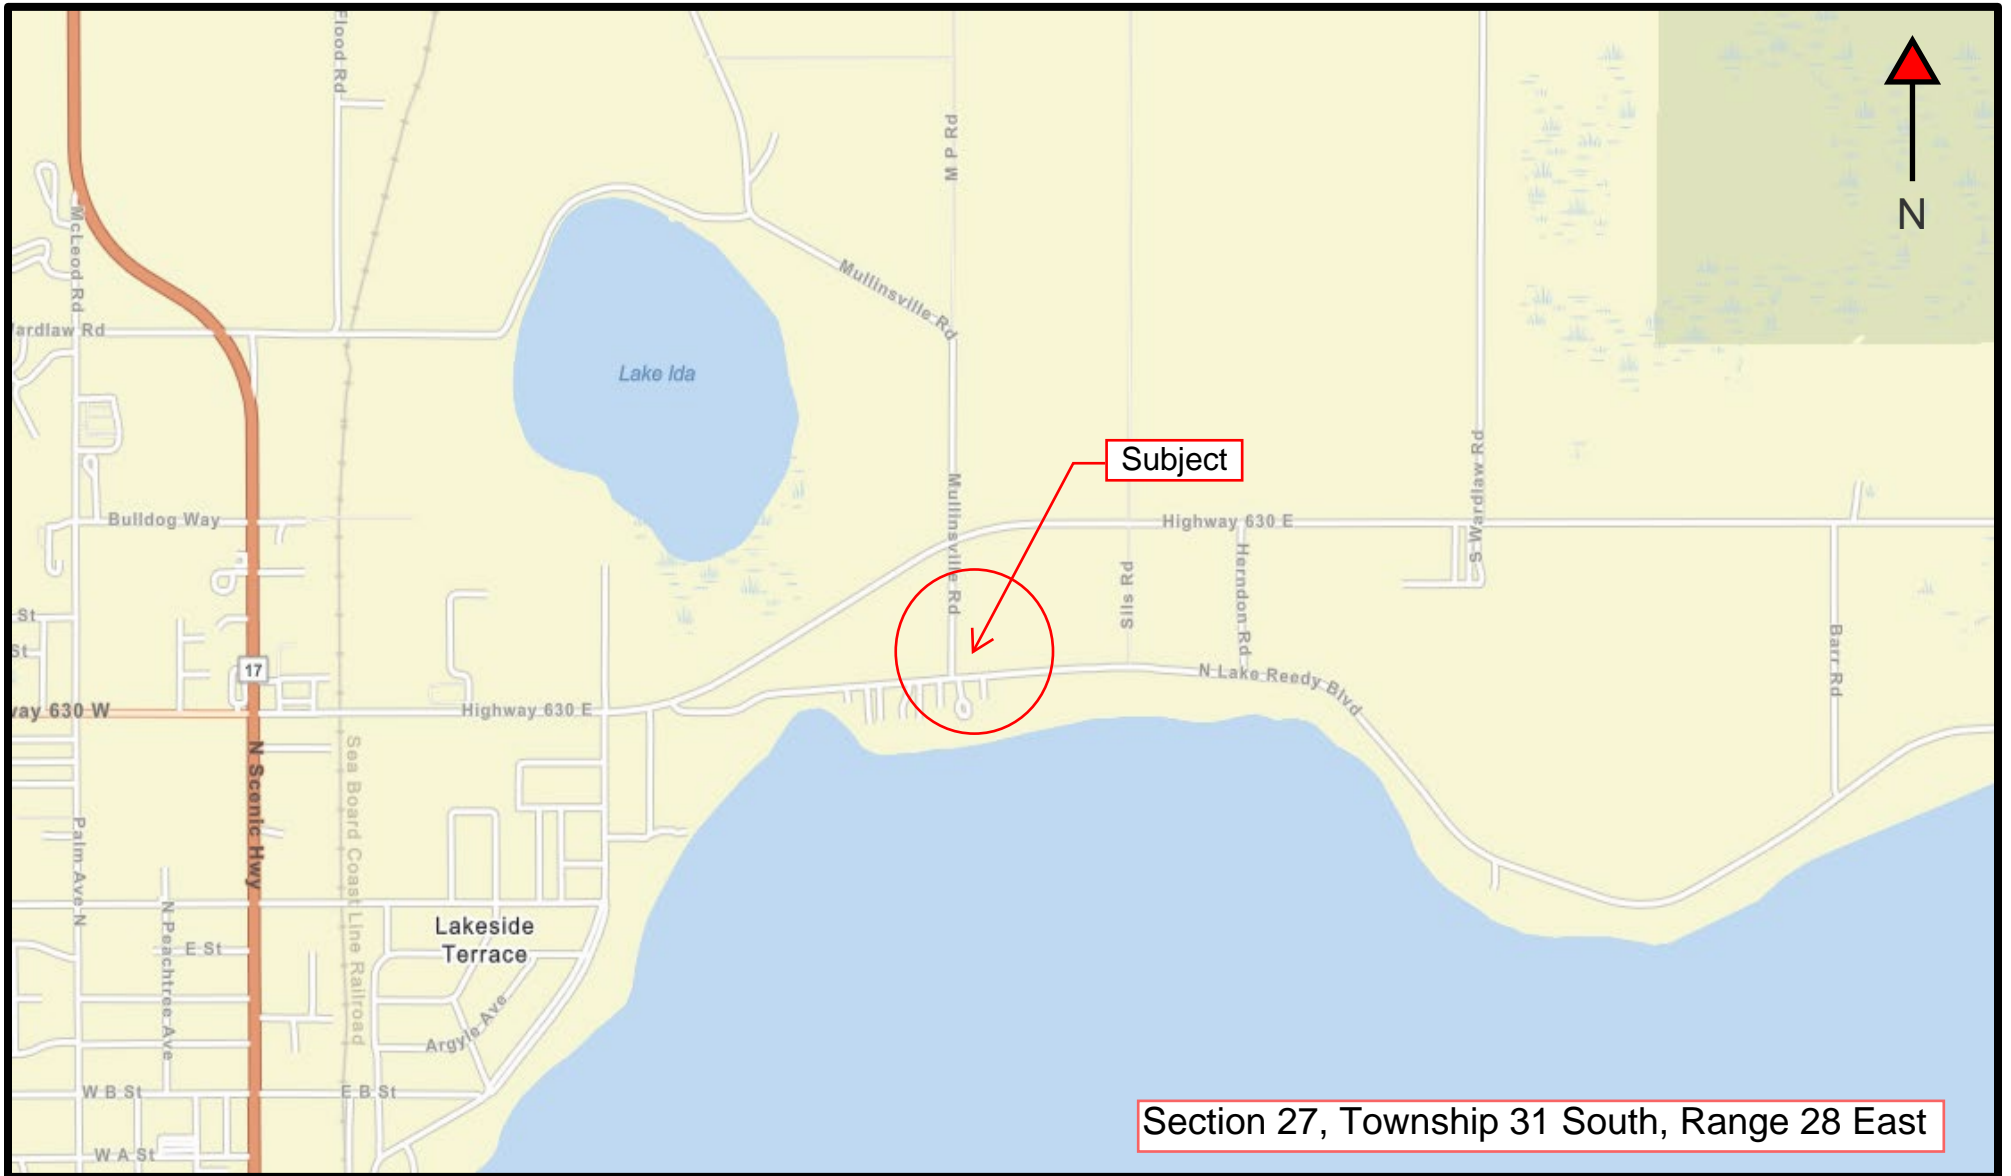 Flood Rd
M P Rd
N
McLeod Rd
ardlaw Rd
Mullinsville Rd
Lake Ida
Subject
S Wardlaw Rd
Mullinsville Rd
Bulldog Way
Highway 630 E
Herndon Rd
Sils Rd
St
St
Barr Rd
17
N Lake Reedy Blvd
way 630 W
Highway 630 E
N Scenic Hwy
Sea Board Coast Line Railroad
Palm Ave N
N Peachtree Ave
E St
Lakeside
Terrace
Argyle Ave
W B St
E B St
W A St
Section 27, Township 31 South, Range 28 East